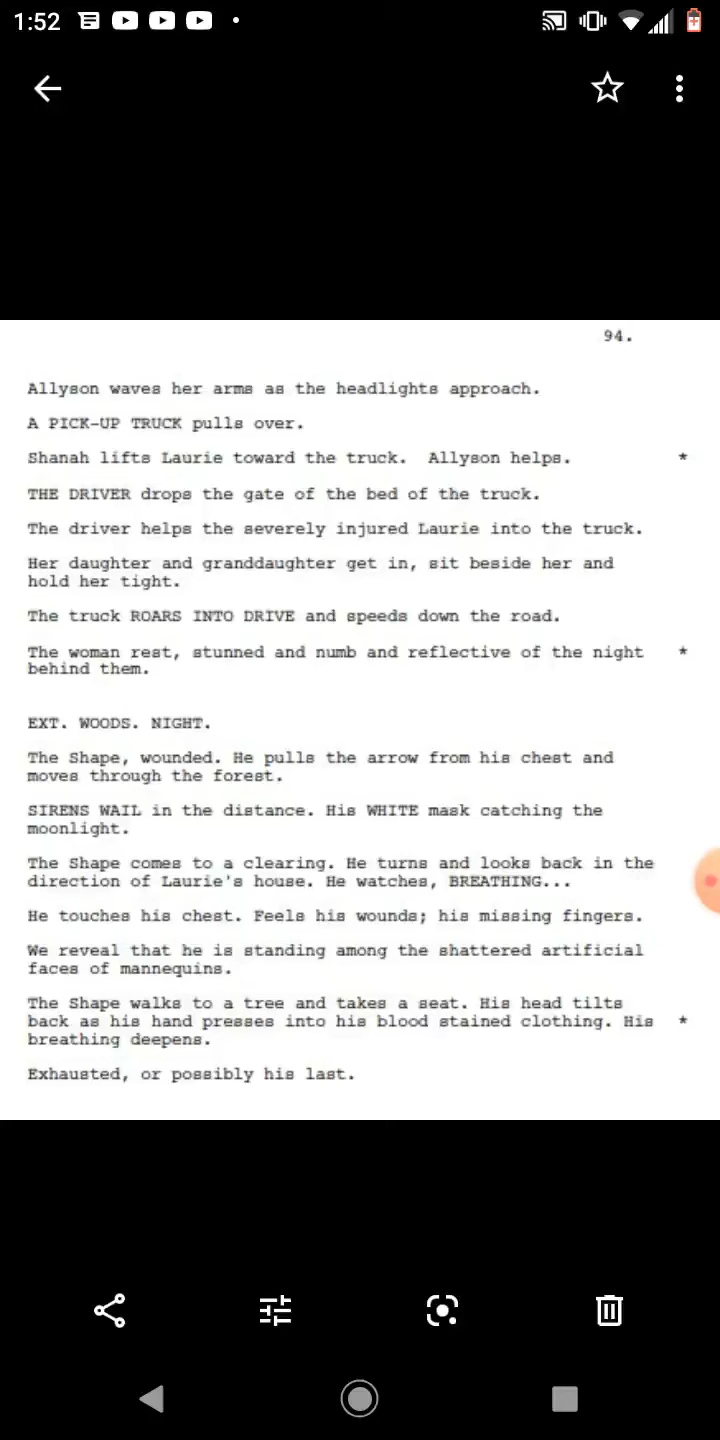 1:52
94.
Allyson waves her arms as the headlights approach.
A PICK-UP TRUCK pulls over.
Shanah lifts Laurie toward the truck.  Allyson helps. *
THE DRIVER drops the gate of the bed of the truck.
The driver helps the severely injured Laurie into the truck.
Her daughter and granddaughter get in, sit beside her and
hold her tight.
The truck ROARS INTO DRIVE and speeds down the road.
The woman rest, stunned and numb and reflective of the night *
behind them.
EXT. WOODS. NIGHT.
The Shape, wounded. He pulls the arrow from his chest and
moves through the forest.
SIRENS WAIL in the distance. His WHITE mask catching the
moonlight.
The Shape comes to a clearing. He turns and looks back in the
direction of Laurie's house. He watches, BREATHING...
He touches his chest. Feels his wounds; his missing fingers.
We reveal that he is standing among the shattered artificial
faces of mannequins.
The Shape walks to a tree and takes a seat. His head tilts
back as his hand presses into his blood stained clothing. His *
breathing deepens.
Exhausted, or possibly his last.